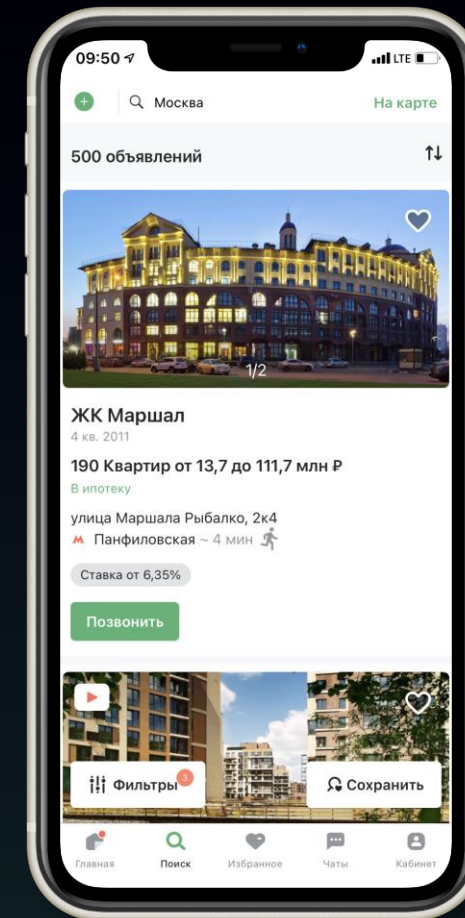 09:50
LTE
Москва
На карте
500 объявлений
1/2
ЖК Маршал
4 кв. 2011
190 Квартир от 13,7 до 111,7 млн ₽
В ипотеку
улица Маршала Рыбалко, 2к4
Панфиловская ~ 4 мин
Ставка от 6,35%
Позвонить
Фильтры 3
Сохранить
Главная
Поиск
Избранное
Чаты
Кабинет